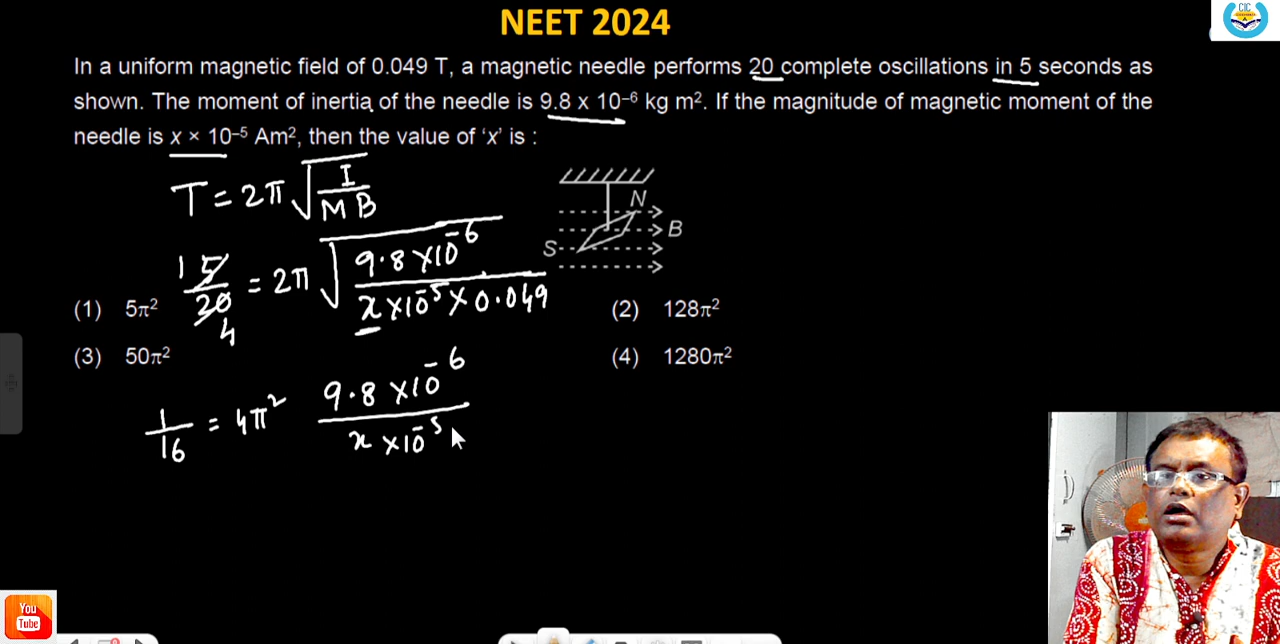 NEET 2024
CIC
In a uniform magnetic field of 0.049 T, a magnetic needle performs 20 complete oscillations in 5 seconds as
shown. The moment of inertia of the needle is 9.8 x 10⁻⁶ kg m². If the magnitude of magnetic moment of the
needle is x × 10⁻⁵ Am², then the value of ‘x’ is :
T = 2π √(I / MB)
N
B
S
1 5 / 20 4 = 2π √(9.8 × 10⁻⁶ / x × 10⁻⁵ × 0.049)
(1) 5π²
(2) 128π²
(3) 50π²
(4) 1280π²
1/16 = 4π² 9.8 × 10⁻⁶ / x × 10⁻⁵
You
Tube